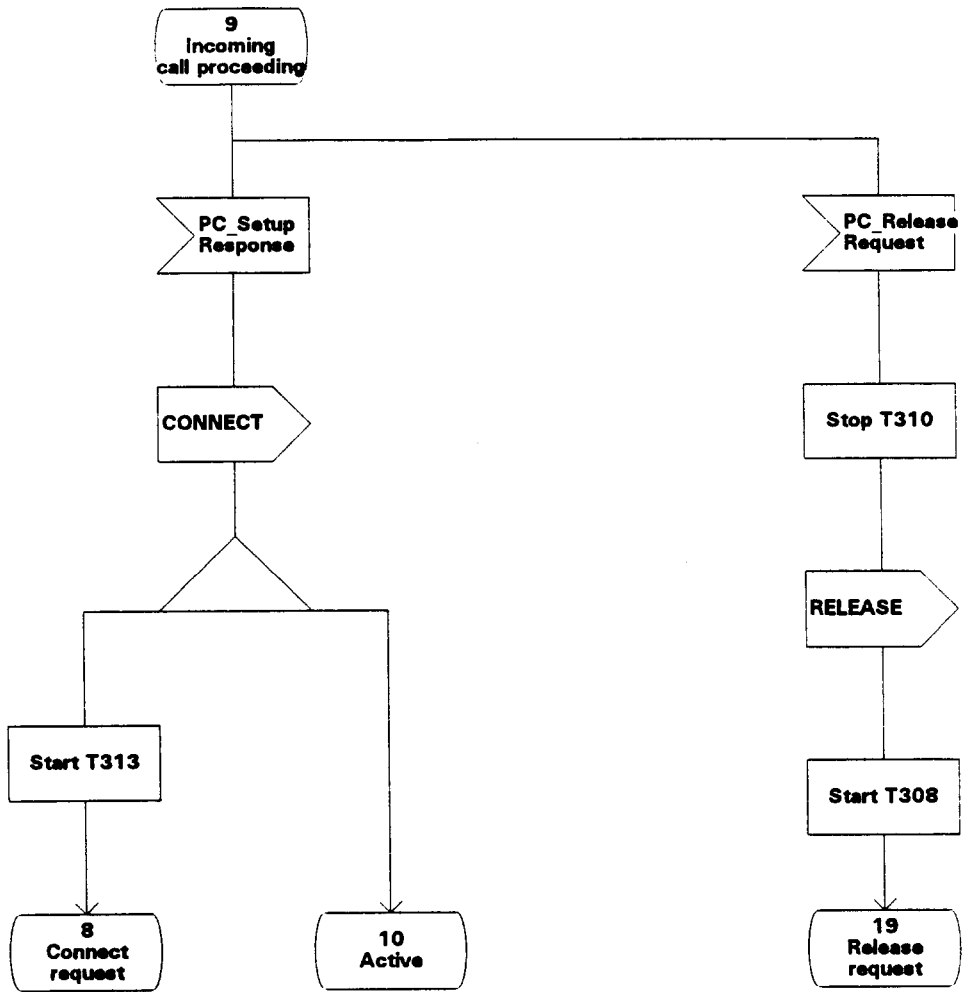 9
Incoming
call proceeding
PC_Setup
Response
PC_Release
Request
CONNECT
Stop T310
RELEASE
Start T313
Start T308
8
Connect
request
10
Active
19
Release
request